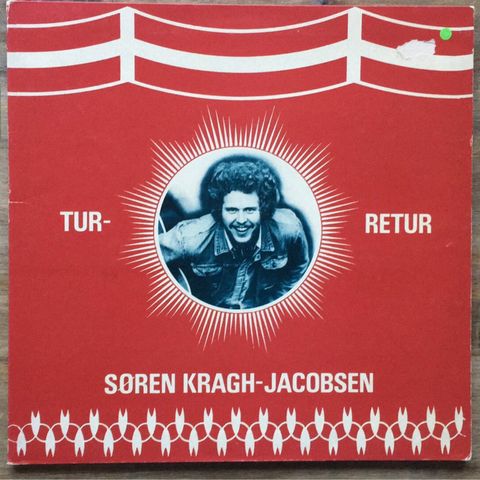 TUR- RETUR
SØREN KRAGH-JACOBSEN